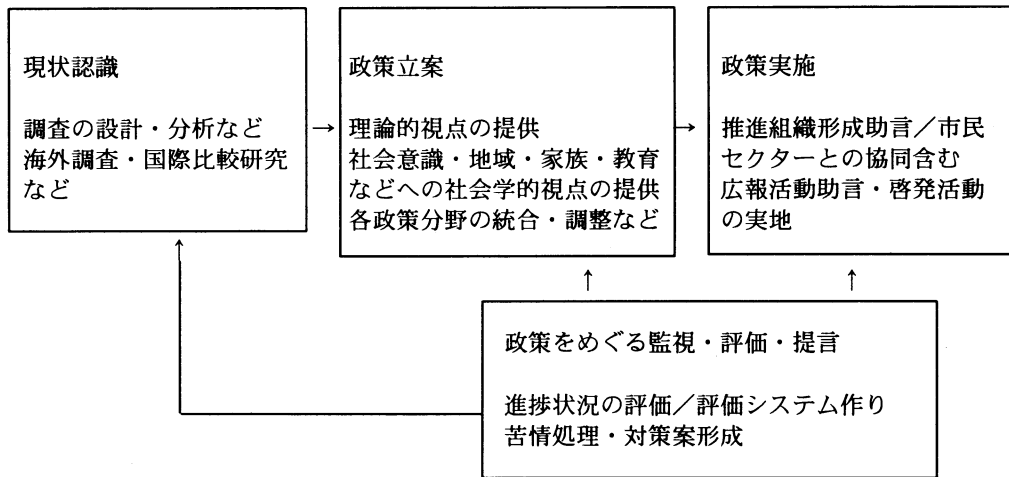 現状認識
調査の設計・分析など
海外調査・国際比較研究
など
→
政策立案
理論的視点の提供
社会意識・地域・家族・教育
などへの社会学的視点の提供
各政策分野の統合・調整など
→
政策実施
推進組織形成助言／市民
セクターとの協同含む
広報活動助言・啓発活動
の実地
↑
↑
政策をめぐる監視・評価・提言
進捗状況の評価／評価システム作り
苦情処理・対策案形成